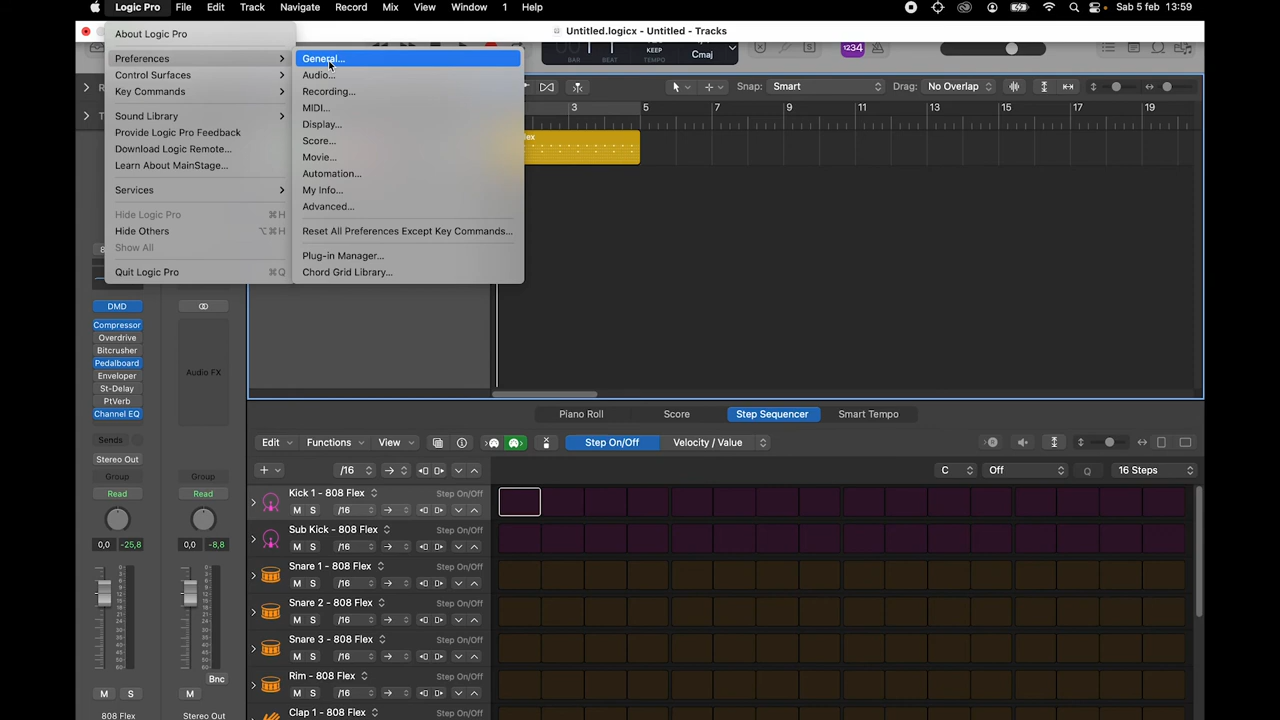 Logic Pro File Edit Track Navigate Record Mix View Window 1 Help Sab 5 feb 13:59
Untitled.logicx - Untitled - Tracks
About Logic Pro
Preferences
Control Surfaces
Key Commands
Sound Library
Provide Logic Pro Feedback
Download Logic Remote...
Learn About MainStage...
Services
Hide Logic Pro ⌘H
Hide Others ⌥⌘H
Show All
Quit Logic Pro ⌘Q
General...
Audio...
Recording...
MIDI...
Display...
Score...
Movie...
Automation...
My Info...
Advanced...
Reset All Preferences Except Key Commands...
Plug-in Manager...
Chord Grid Library...
BAR BEAT
KEEP
TEMPO
Cmaj
1234
Snap: Smart Drag: No Overlap
3 5 7 9 11 13 15 17 19
DMD
Compressor
Overdrive
Bitcrusher
Pedalboard
Enveloper
St-Delay
PtVerb
Channel EQ
Audio FX
Sends
Stereo Out
Group Group
Read Read
0,0 -25,8 0,0 -8,8
Bnc
M S M
808 Flex Stereo Out
Piano Roll Score Step Sequencer Smart Tempo
Edit Functions View Step On/Off Velocity / Value
/16 C Off Q 16 Steps
Kick 1 - 808 Flex Step On/Off
M S /16
Sub Kick - 808 Flex Step On/Off
M S /16
Snare 1 - 808 Flex Step On/Off
M S /16
Snare 2 - 808 Flex Step On/Off
M S /16
Snare 3 - 808 Flex Step On/Off
M S /16
Rim - 808 Flex Step On/Off
M S /16
Clap 1 - 808 Flex Step On/Off